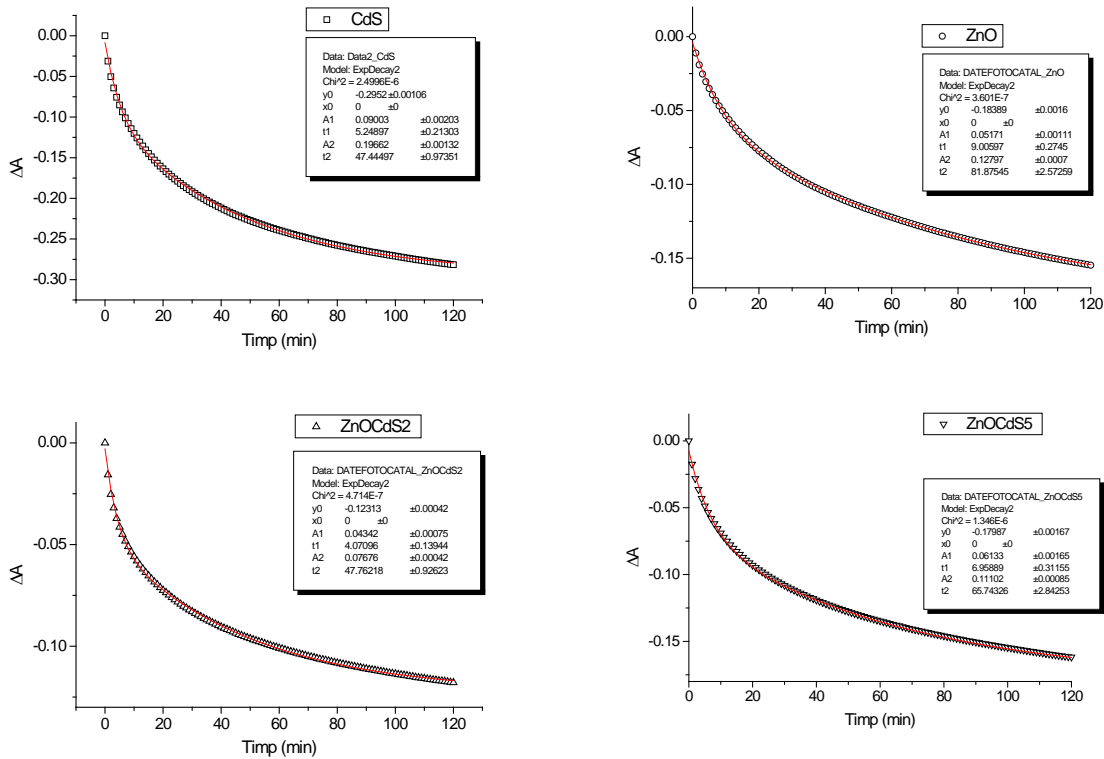 CdS
Data: Data2_CdS
Model: ExpDecay2
Chi^2 = 2.4996E-6
y0 -0.2952 ±0.00106
x0 0 ±0
A1 0.09003 ±0.00203
t1 5.24897 ±0.21303
A2 0.19662 ±0.00132
t2 47.44497 ±0.97351
0.00
-0.05
-0.10
-0.15
-0.20
-0.25
-0.30
ΔA
0 20 40 60 80 100 120
Timp (min)
ZnO
Data: DATEFOTOCATAL_ZnO
Model: ExpDecay2
Chi^2 = 3.601E-7
y0 -0.18389 ±0.0016
x0 0 ±0
A1 0.05171 ±0.00111
t1 9.00597 ±0.2745
A2 0.12797 ±0.0007
t2 81.87545 ±2.57259
0.00
-0.05
-0.10
-0.15
ΔA
0 20 40 60 80 100 120
Timp (min)
ZnOCdS2
Data: DATEFOTOCATAL_ZnOCdS2
Model: ExpDecay2
Chi^2 = 4.714E-7
y0 -0.12313 ±0.00042
x0 0 ±0
A1 0.04342 ±0.00075
t1 4.07096 ±0.13944
A2 0.07676 ±0.00042
t2 47.76218 ±0.92623
0.00
-0.05
-0.10
ΔA
0 20 40 60 80 100 120
Timp (min)
ZnOCdS5
Data: DATEFOTOCATAL_ZnOCdS5
Model: ExpDecay2
Chi^2 = 1.346E-6
y0 -0.17987 ±0.00167
x0 0 ±0
A1 0.06133 ±0.00165
t1 6.95889 ±0.31155
A2 0.11102 ±0.00085
t2 65.74326 ±2.84253
0.00
-0.05
-0.10
-0.15
ΔA
0 20 40 60 80 100 120
Timp (min)